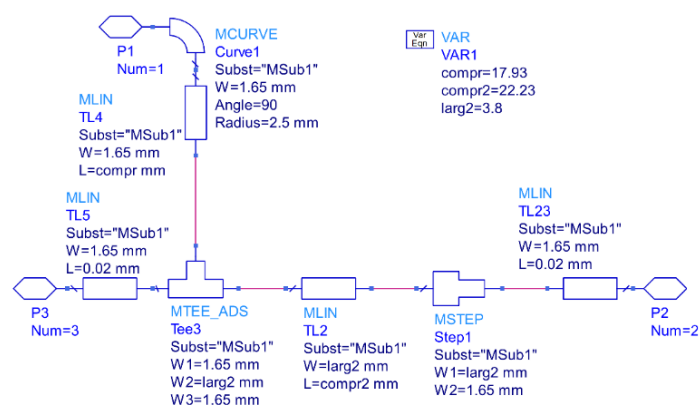 P1
Num=1
MCURVE
Curve1
Subst="MSub1"
W=1.65 mm
Angle=90
Radius=2.5 mm
Var
Eqn
VAR
VAR1
compr=17.93
compr2=22.23
larg2=3.8
MLIN
TL4
Subst="MSub1"
W=1.65 mm
L=compr mm
MLIN
TL5
Subst="MSub1"
W=1.65 mm
L=0.02 mm
MLIN
TL23
Subst="MSub1"
W=1.65 mm
L=0.02 mm
P3
Num=3
MTEE_ADS
Tee3
Subst="MSub1"
W1=1.65 mm
W2=larg2 mm
W3=1.65 mm
MLIN
TL2
Subst="MSub1"
W=larg2 mm
L=compr2 mm
MSTEP
Step1
Subst="MSub1"
W1=larg2 mm
W2=1.65 mm
P2
Num=2